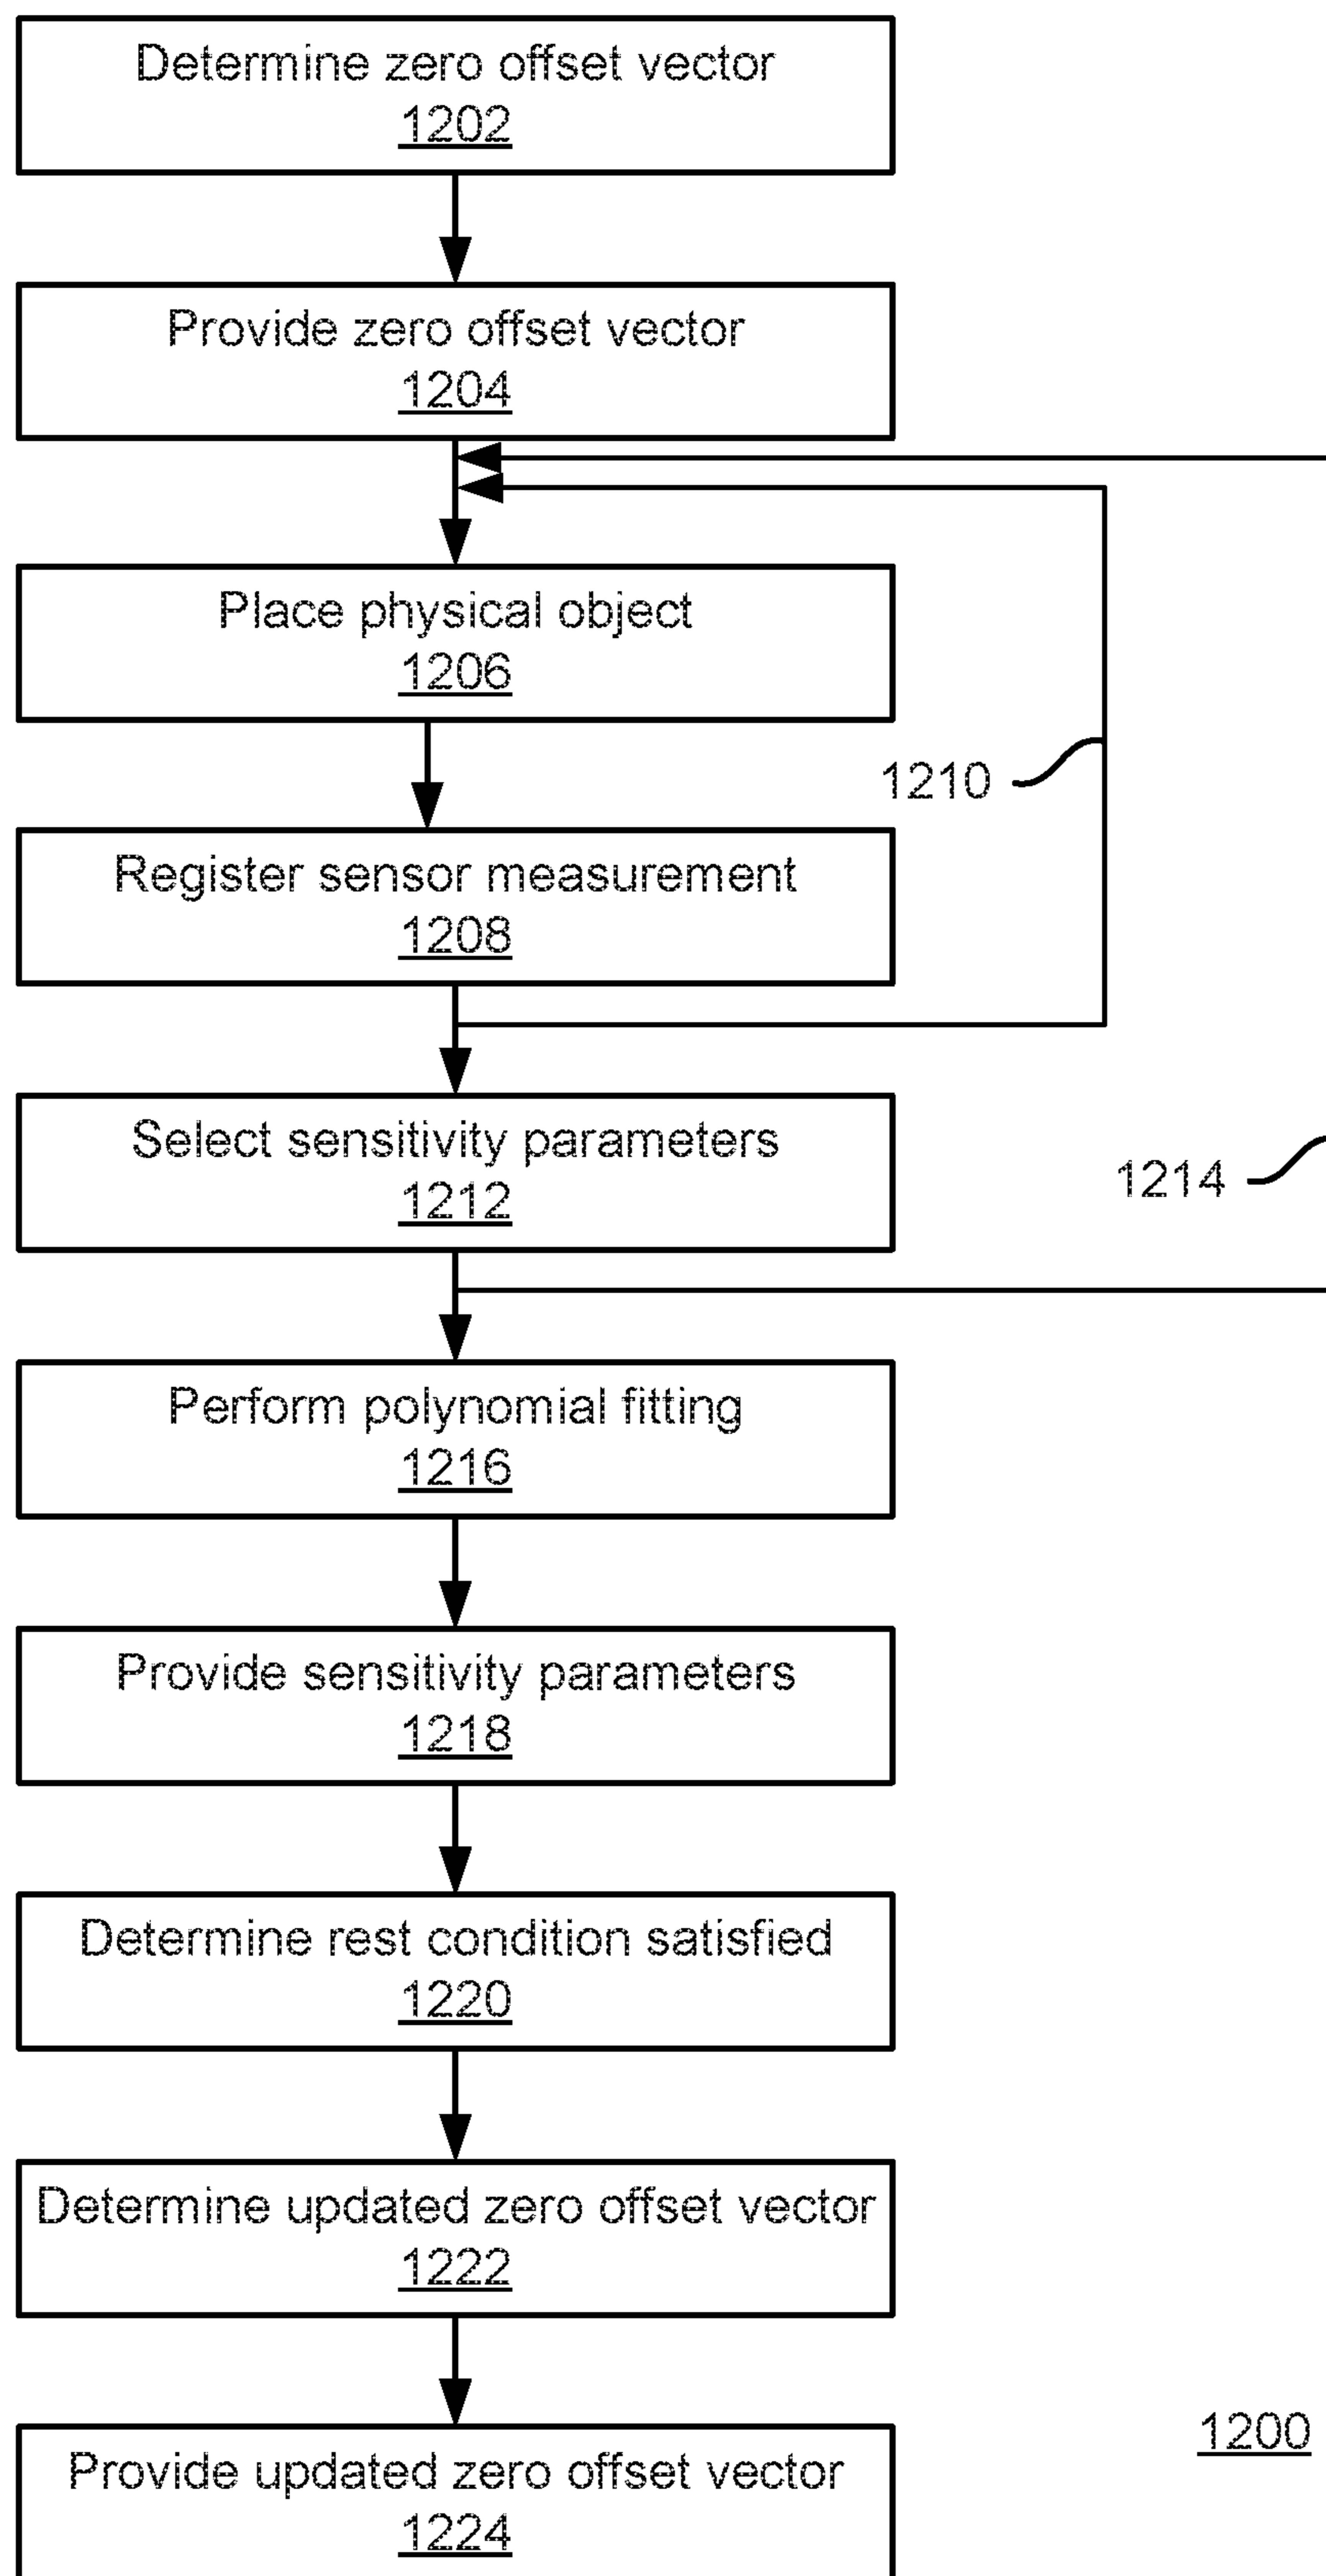 Determine zero offset vector
1202
Provide zero offset vector
1204
Place physical object
1206
Register sensor measurement
1208
1210
Select sensitivity parameters
1212
1214
Perform polynomial fitting
1216
Provide sensitivity parameters
1218
Determine rest condition satisfied
1220
Determine updated zero offset vector
1222
Provide updated zero offset vector
1224
1200